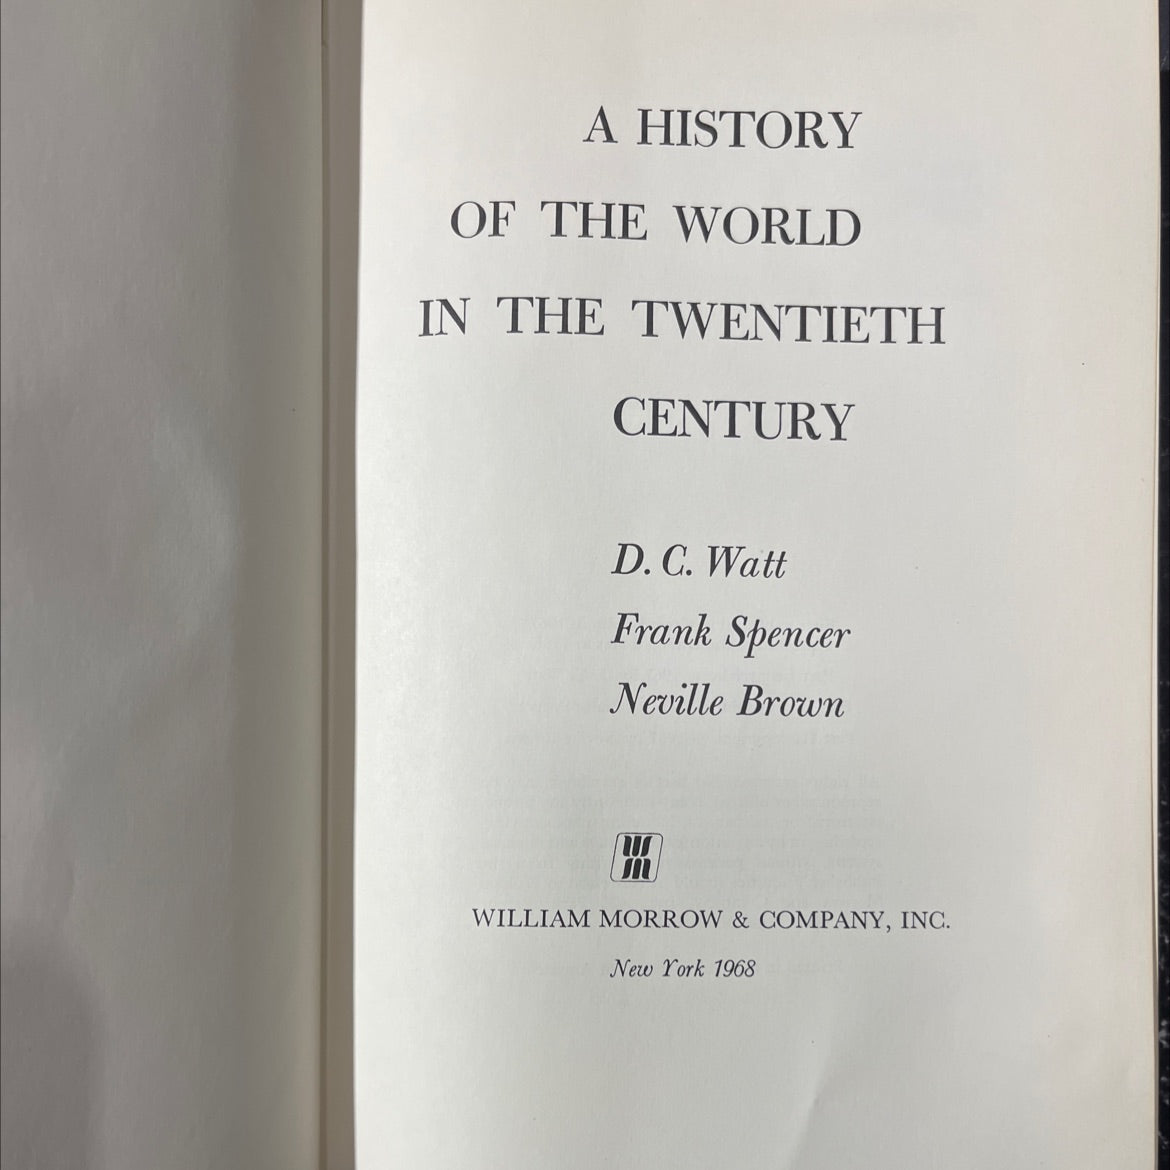 A HISTORY
OF THE WORLD
IN THE TWENTIETH
CENTURY
D. C. Watt
Frank Spencer
Neville Brown
WILLIAM MORROW & COMPANY, INC.
New York 1968